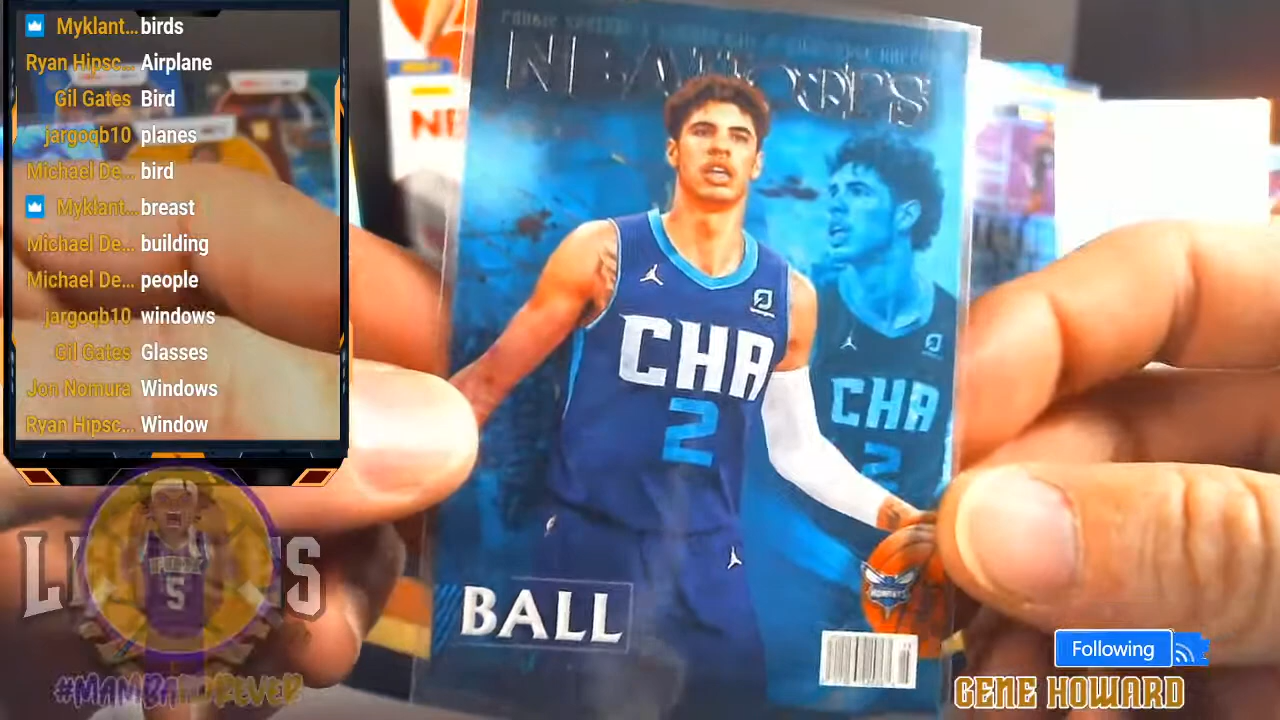 Myklant... birds
Ryan Hipsc... Airplane
Gil Gates Bird
jargoqb10 planes
Michael De... bird
Myklant... breast
Michael De... building
Michael De... people
jargoqb10 windows
Gil Gates Glasses
Jon Nomura Windows
Ryan Hipsc... Window
NBA HOOPS
CHA
2
CHA
2
BALL
HORNETS
5
#MAMBAFOREVER
Following
GENE HOWARD